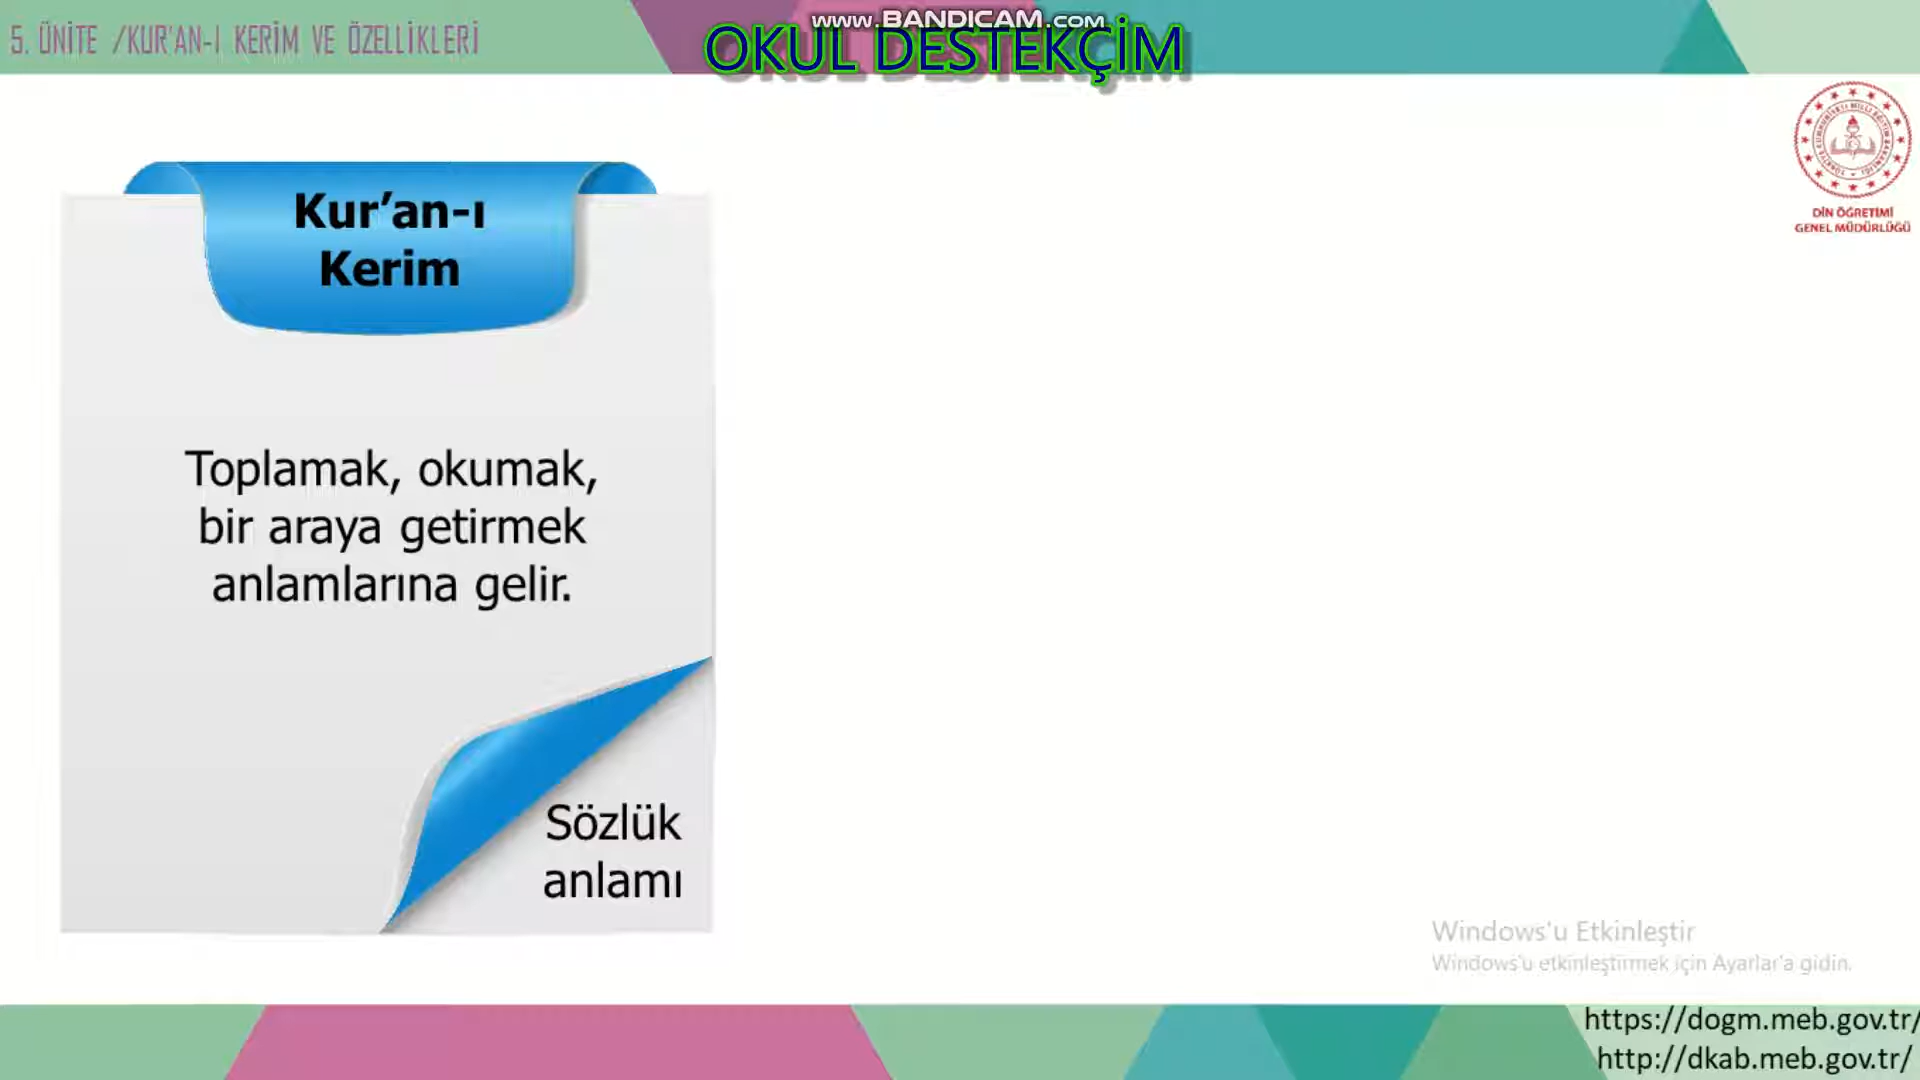 www.BANDICAM.com
5. ÜNİTE /KUR'AN-I KERİM VE ÖZELLİKLERİ
OKUL DESTEKÇİM
DİN ÖĞRETİMİ
GENEL MÜDÜRLÜĞÜ
Kur’an-ı
Kerim
Toplamak, okumak,
bir araya getirmek
anlamlarına gelir.
Sözlük
anlamı
Windows'u Etkinleştir
Windows'u etkinleştirmek için Ayarlar'a gidin.
https://dogm.meb.gov.tr/
http://dkab.meb.gov.tr/